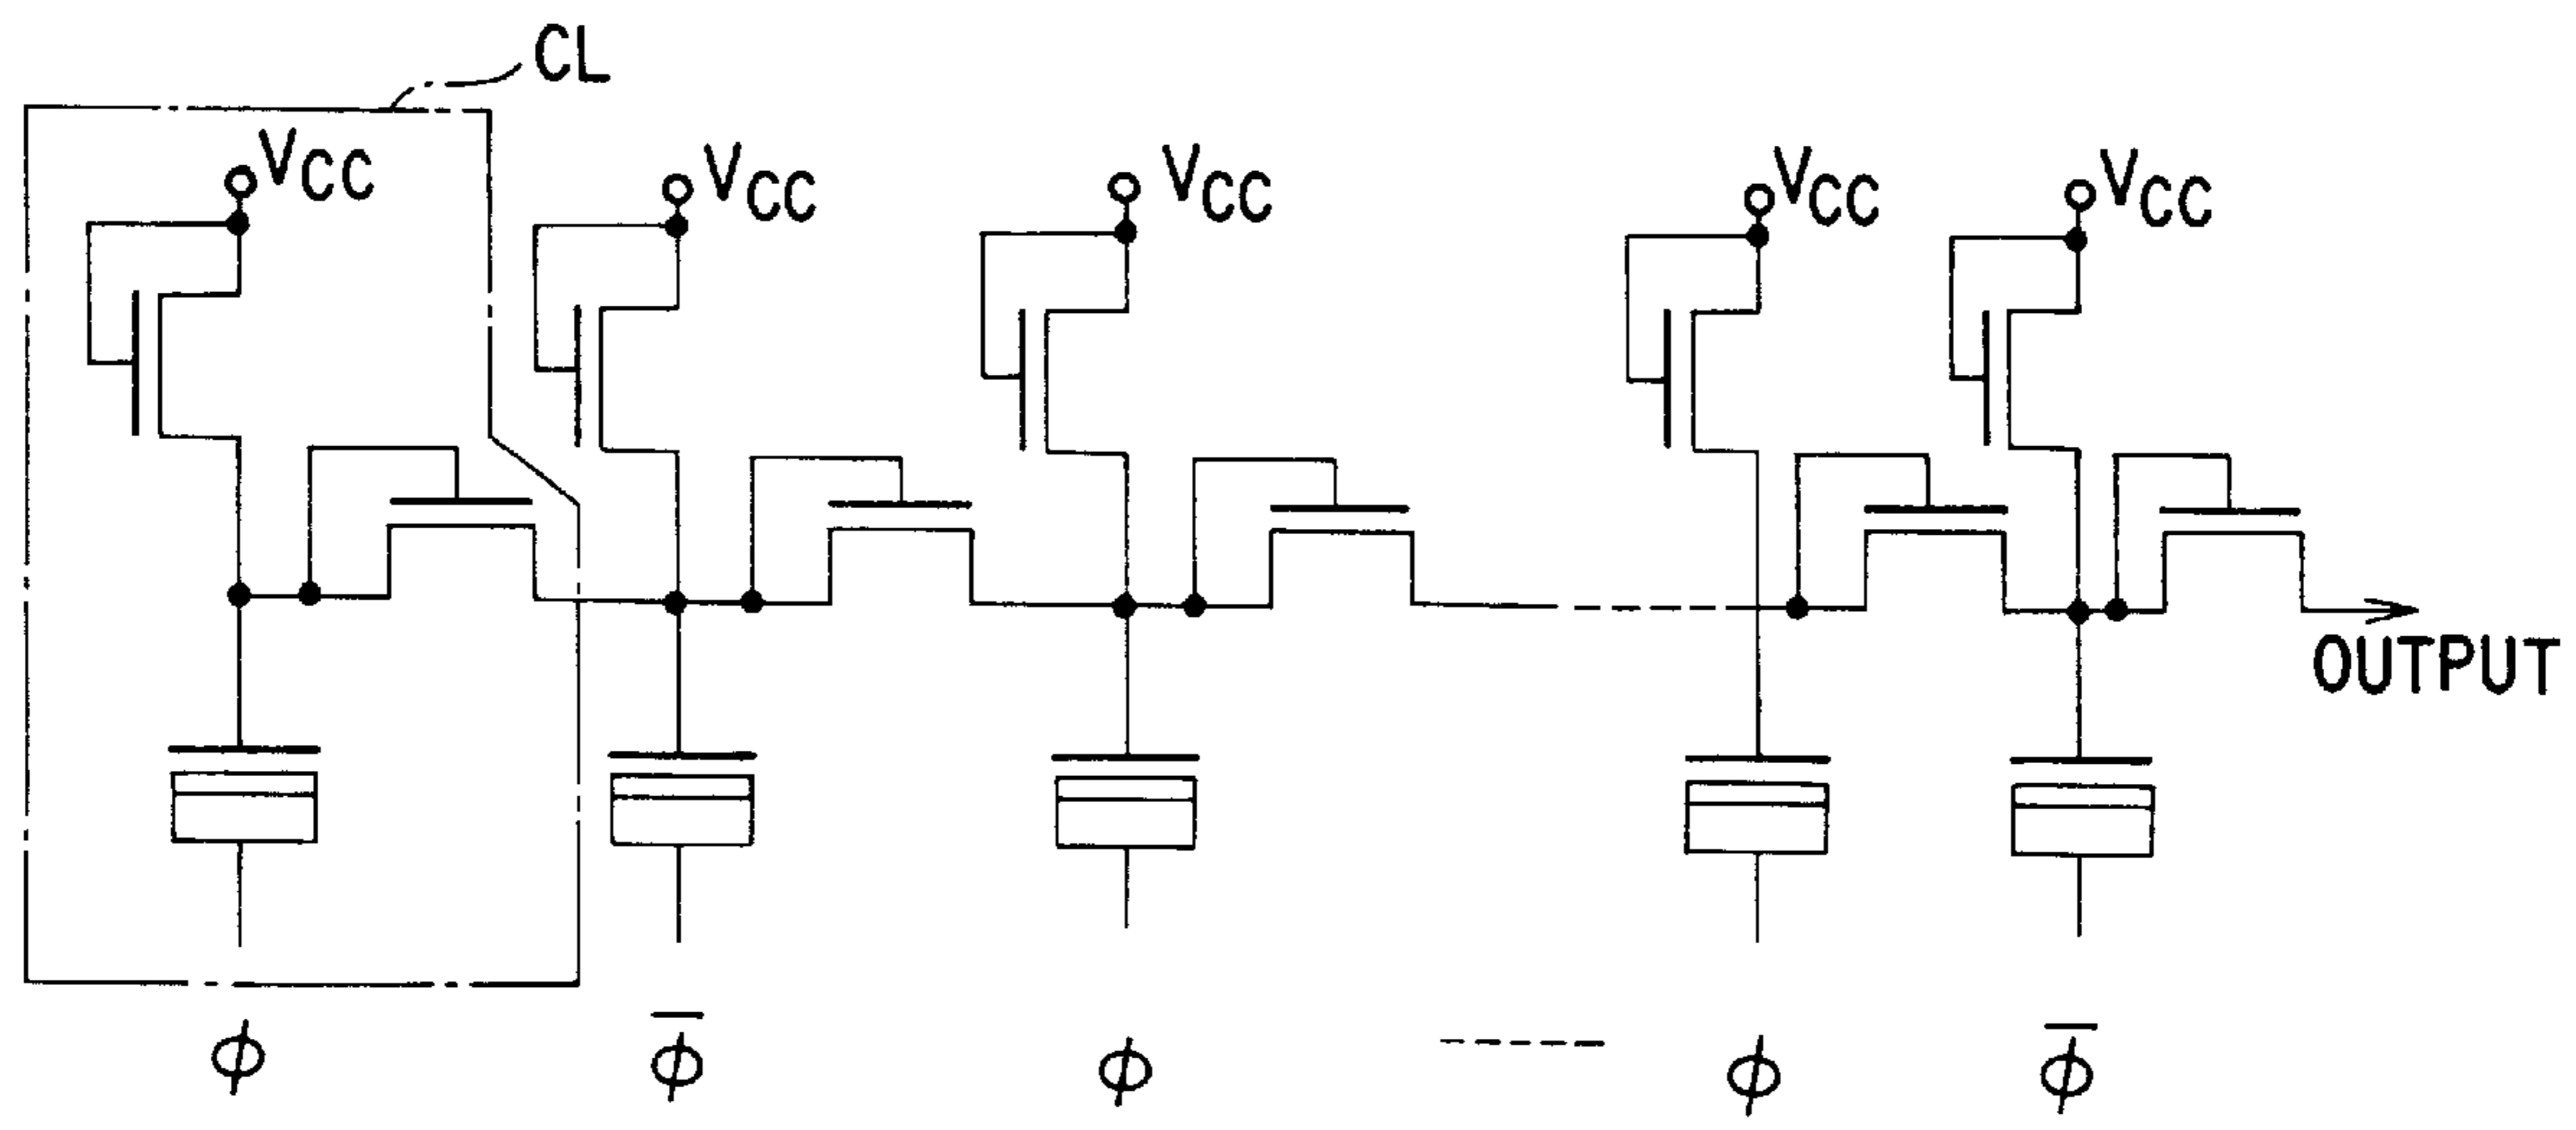 CL
VCC VCC VCC VCC VCC
OUTPUT
ϕ ϕ̅ ϕ ϕ ϕ̅